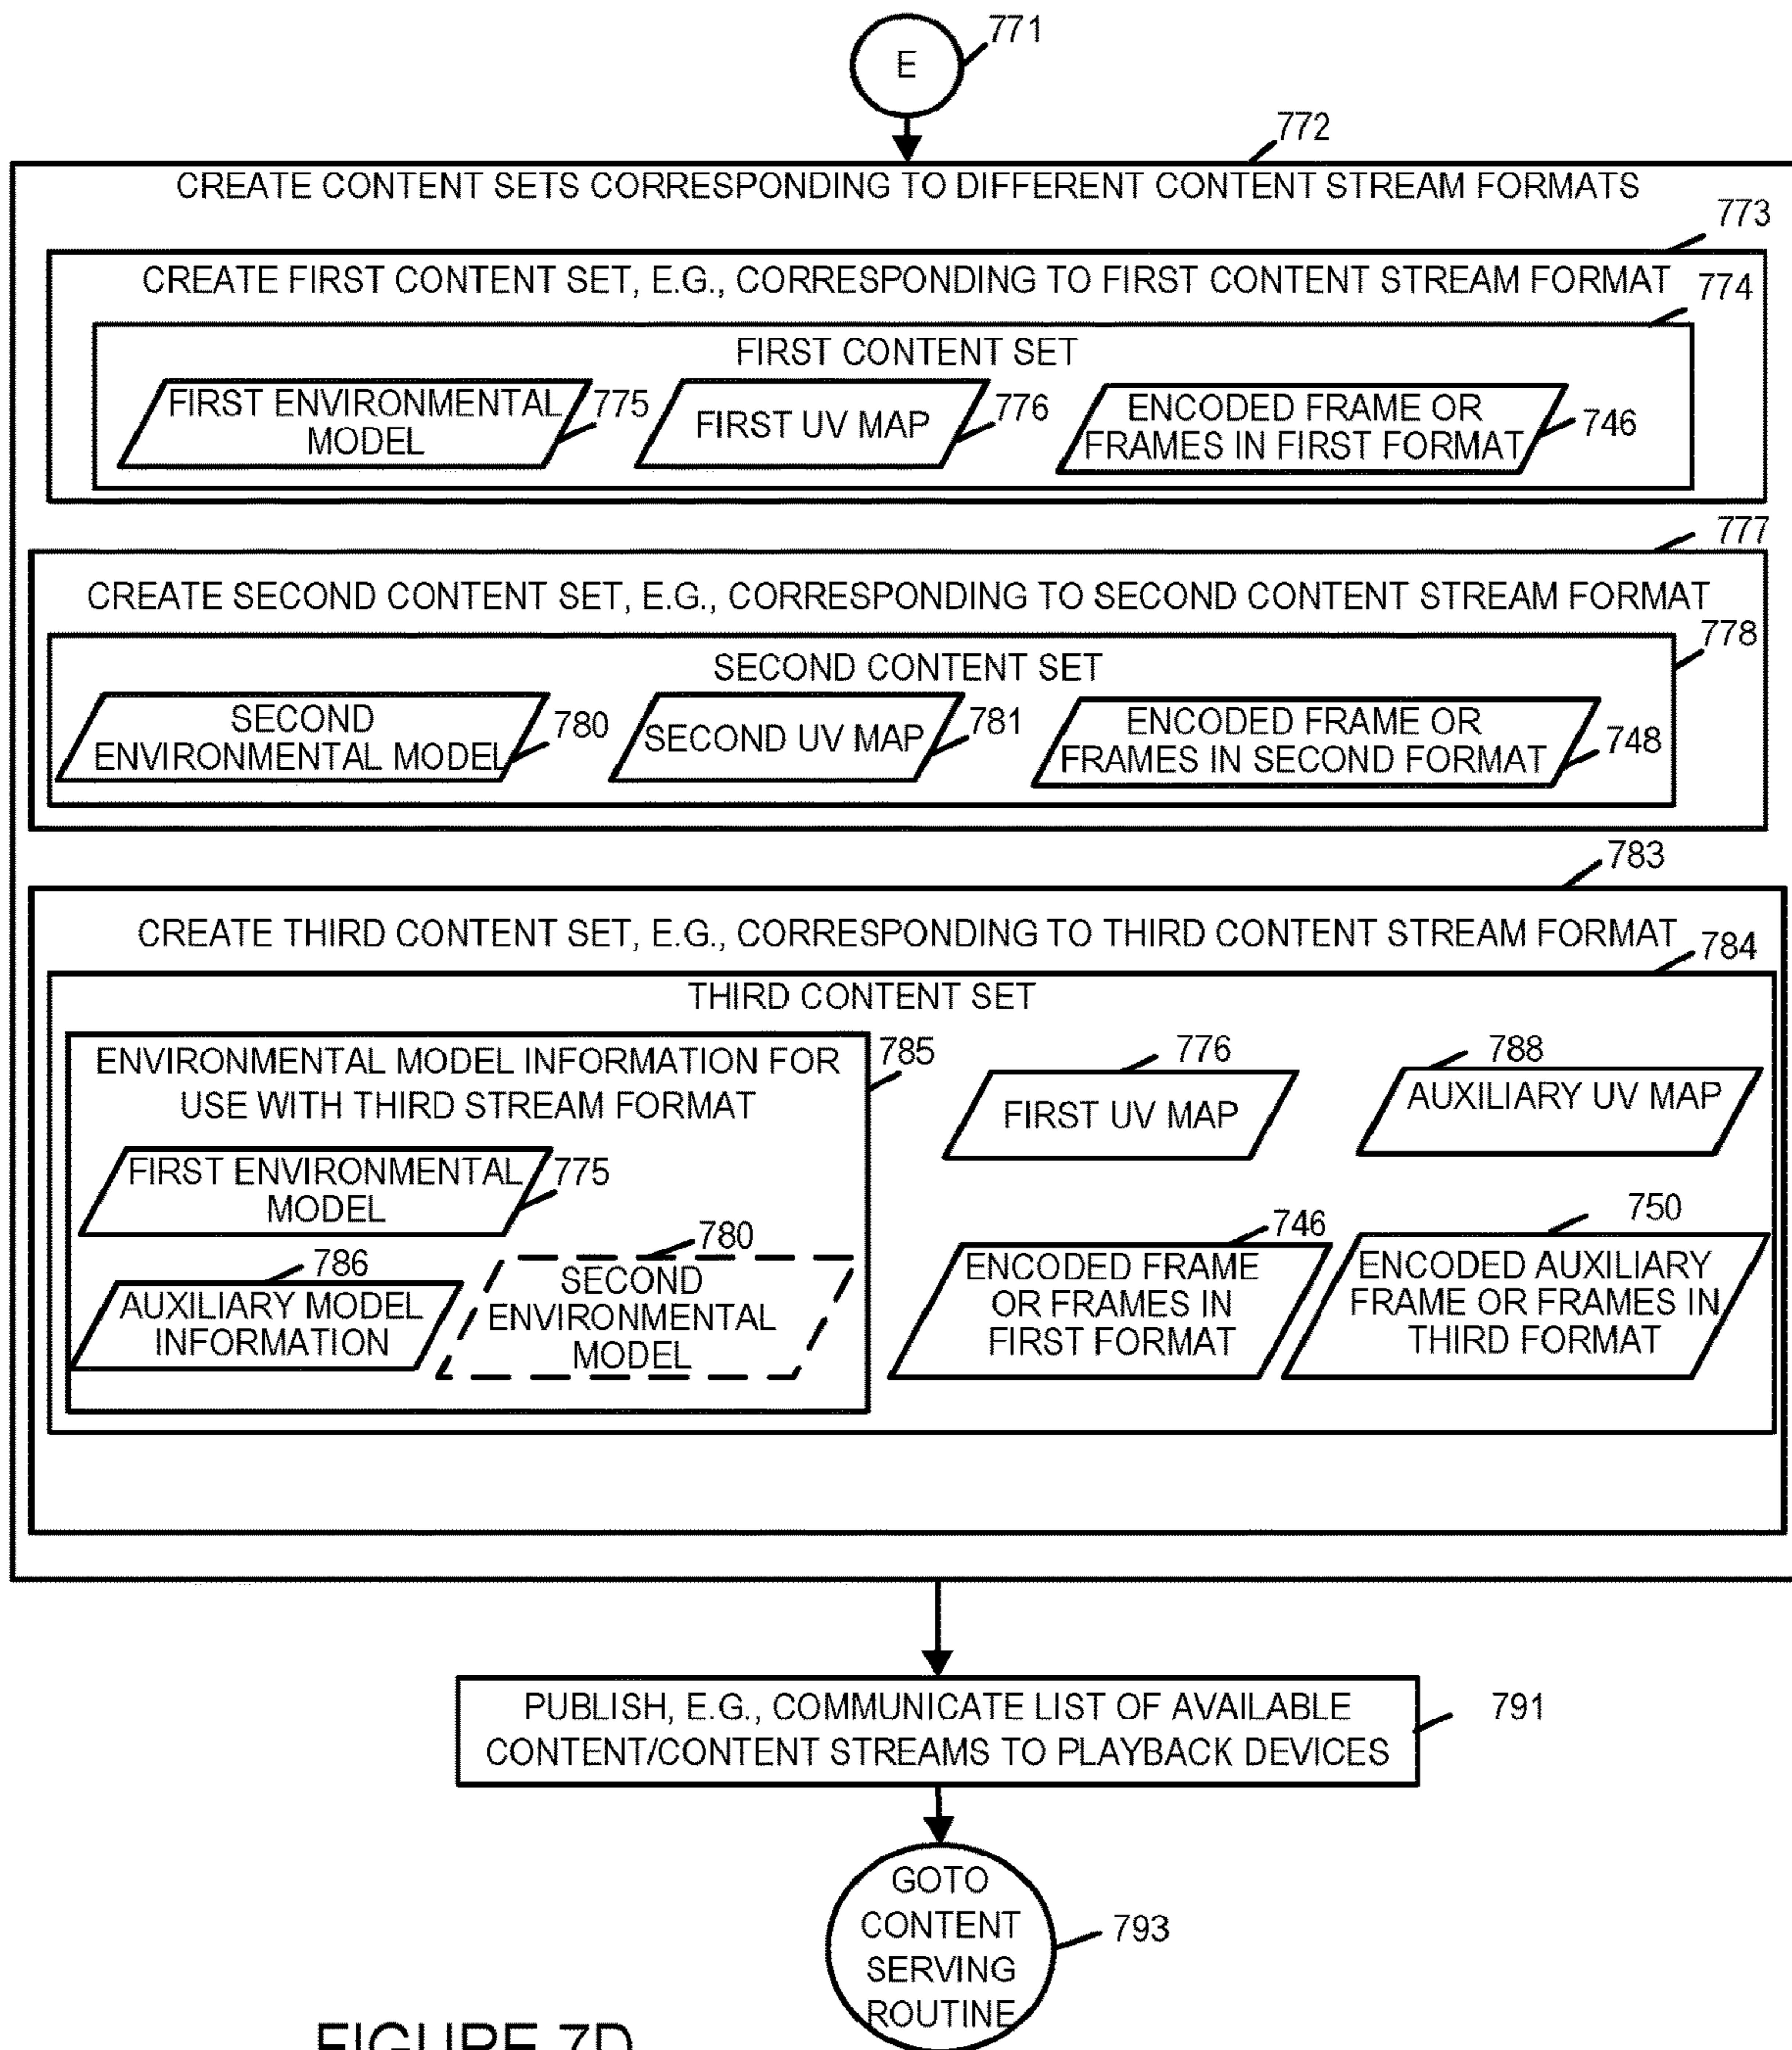 771
E
772
CREATE CONTENT SETS CORRESPONDING TO DIFFERENT CONTENT STREAM FORMATS
773
CREATE FIRST CONTENT SET, E.G., CORRESPONDING TO FIRST CONTENT STREAM FORMAT
774
FIRST CONTENT SET
FIRST ENVIRONMENTAL
MODEL
775
FIRST UV MAP
776
ENCODED FRAME OR
FRAMES IN FIRST FORMAT
746
777
CREATE SECOND CONTENT SET, E.G., CORRESPONDING TO SECOND CONTENT STREAM FORMAT
778
SECOND CONTENT SET
SECOND
ENVIRONMENTAL MODEL
780
SECOND UV MAP
781
ENCODED FRAME OR
FRAMES IN SECOND FORMAT
748
783
CREATE THIRD CONTENT SET, E.G., CORRESPONDING TO THIRD CONTENT STREAM FORMAT
784
THIRD CONTENT SET
ENVIRONMENTAL MODEL INFORMATION FOR
USE WITH THIRD STREAM FORMAT
785
FIRST ENVIRONMENTAL
MODEL
775
786
AUXILIARY MODEL
INFORMATION
780
SECOND
ENVIRONMENTAL
MODEL
776
FIRST UV MAP
788
AUXILIARY UV MAP
746
ENCODED FRAME
OR FRAMES IN
FIRST FORMAT
750
ENCODED AUXILIARY
FRAME OR FRAMES IN
THIRD FORMAT
PUBLISH, E.G., COMMUNICATE LIST OF AVAILABLE
CONTENT/CONTENT STREAMS TO PLAYBACK DEVICES
791
GOTO
CONTENT
SERVING
ROUTINE
793
FIGURE 7D